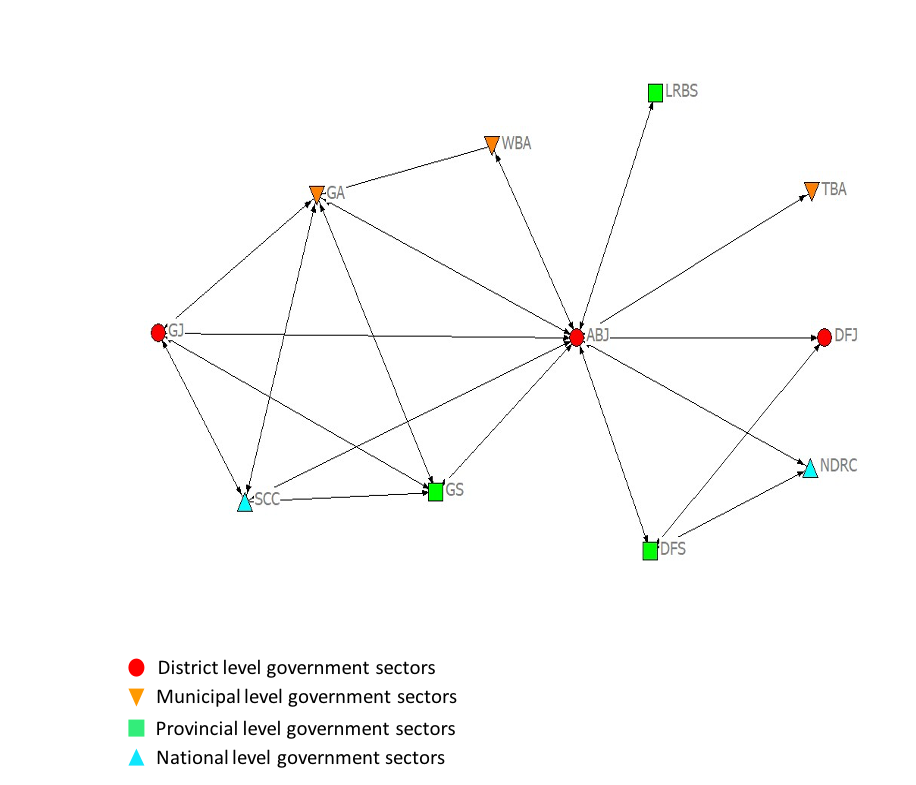 LRBS
WBA
TBA
GA
GJ
ABJ
DFJ
NDRC
SCC
GS
DFS
District level government sectors
Municipal level government sectors
Provincial level government sectors
National level government sectors